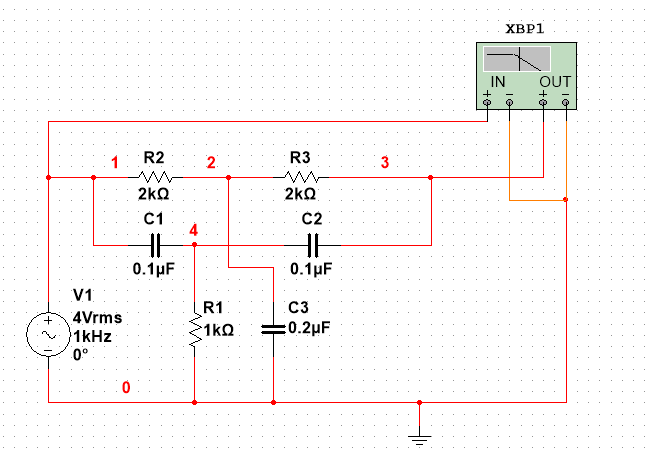 XBP1
IN OUT
+ − + −
1 R2 2 R3 3
2kΩ 2kΩ
C1 4 C2
0.1µF 0.1µF
V1
4Vrms
1kHz
0°
R1
1kΩ
C3
0.2µF
0